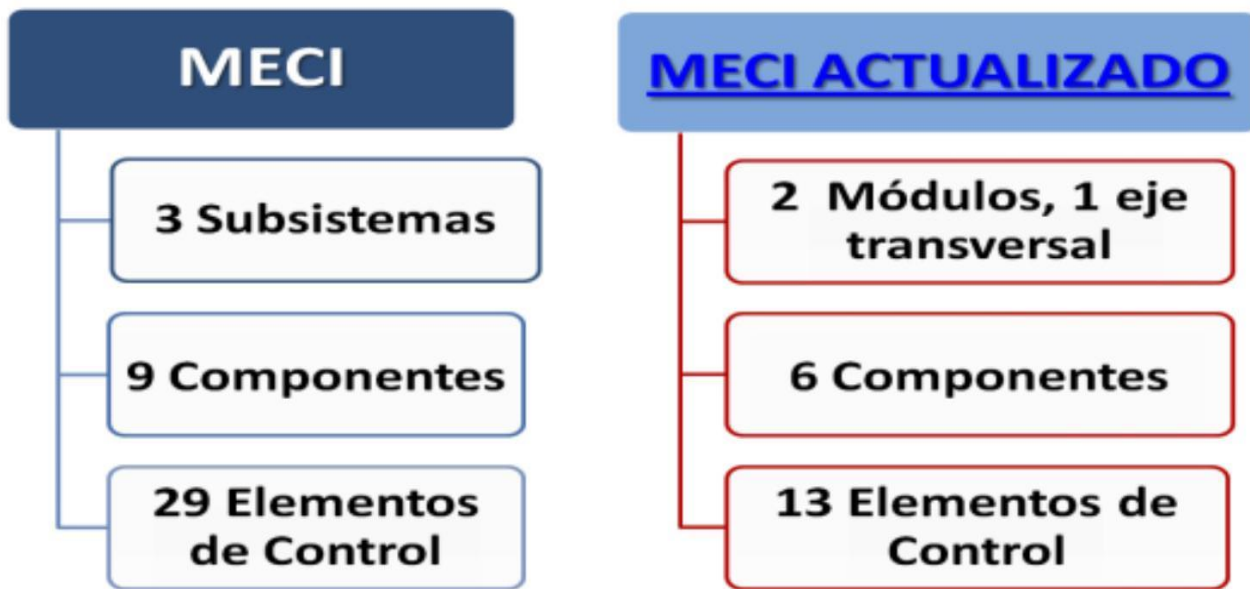 MECI
3 Subsistemas
9 Componentes
29 Elementos
de Control
MECI ACTUALIZADO
2 Módulos, 1 eje
transversal
6 Componentes
13 Elementos de
Control